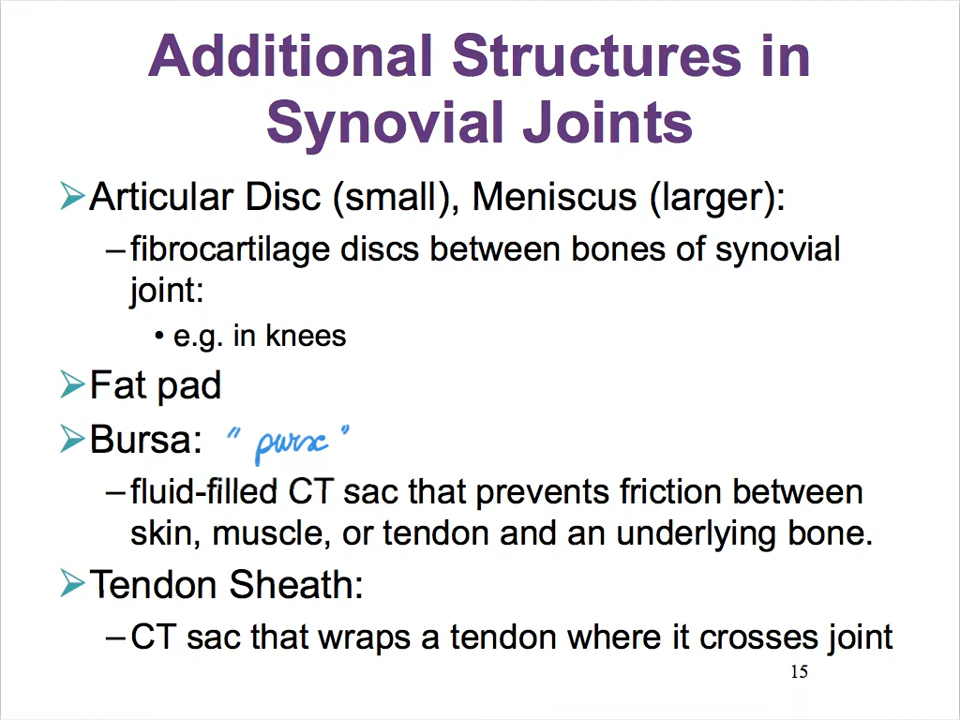 Additional Structures in
Synovial Joints
Articular Disc (small), Meniscus (larger):
–fibrocartilage discs between bones of synovial
joint:
• e.g. in knees
Fat pad
Bursa: " purse "
–fluid-filled CT sac that prevents friction between
skin, muscle, or tendon and an underlying bone.
Tendon Sheath:
–CT sac that wraps a tendon where it crosses joint
15